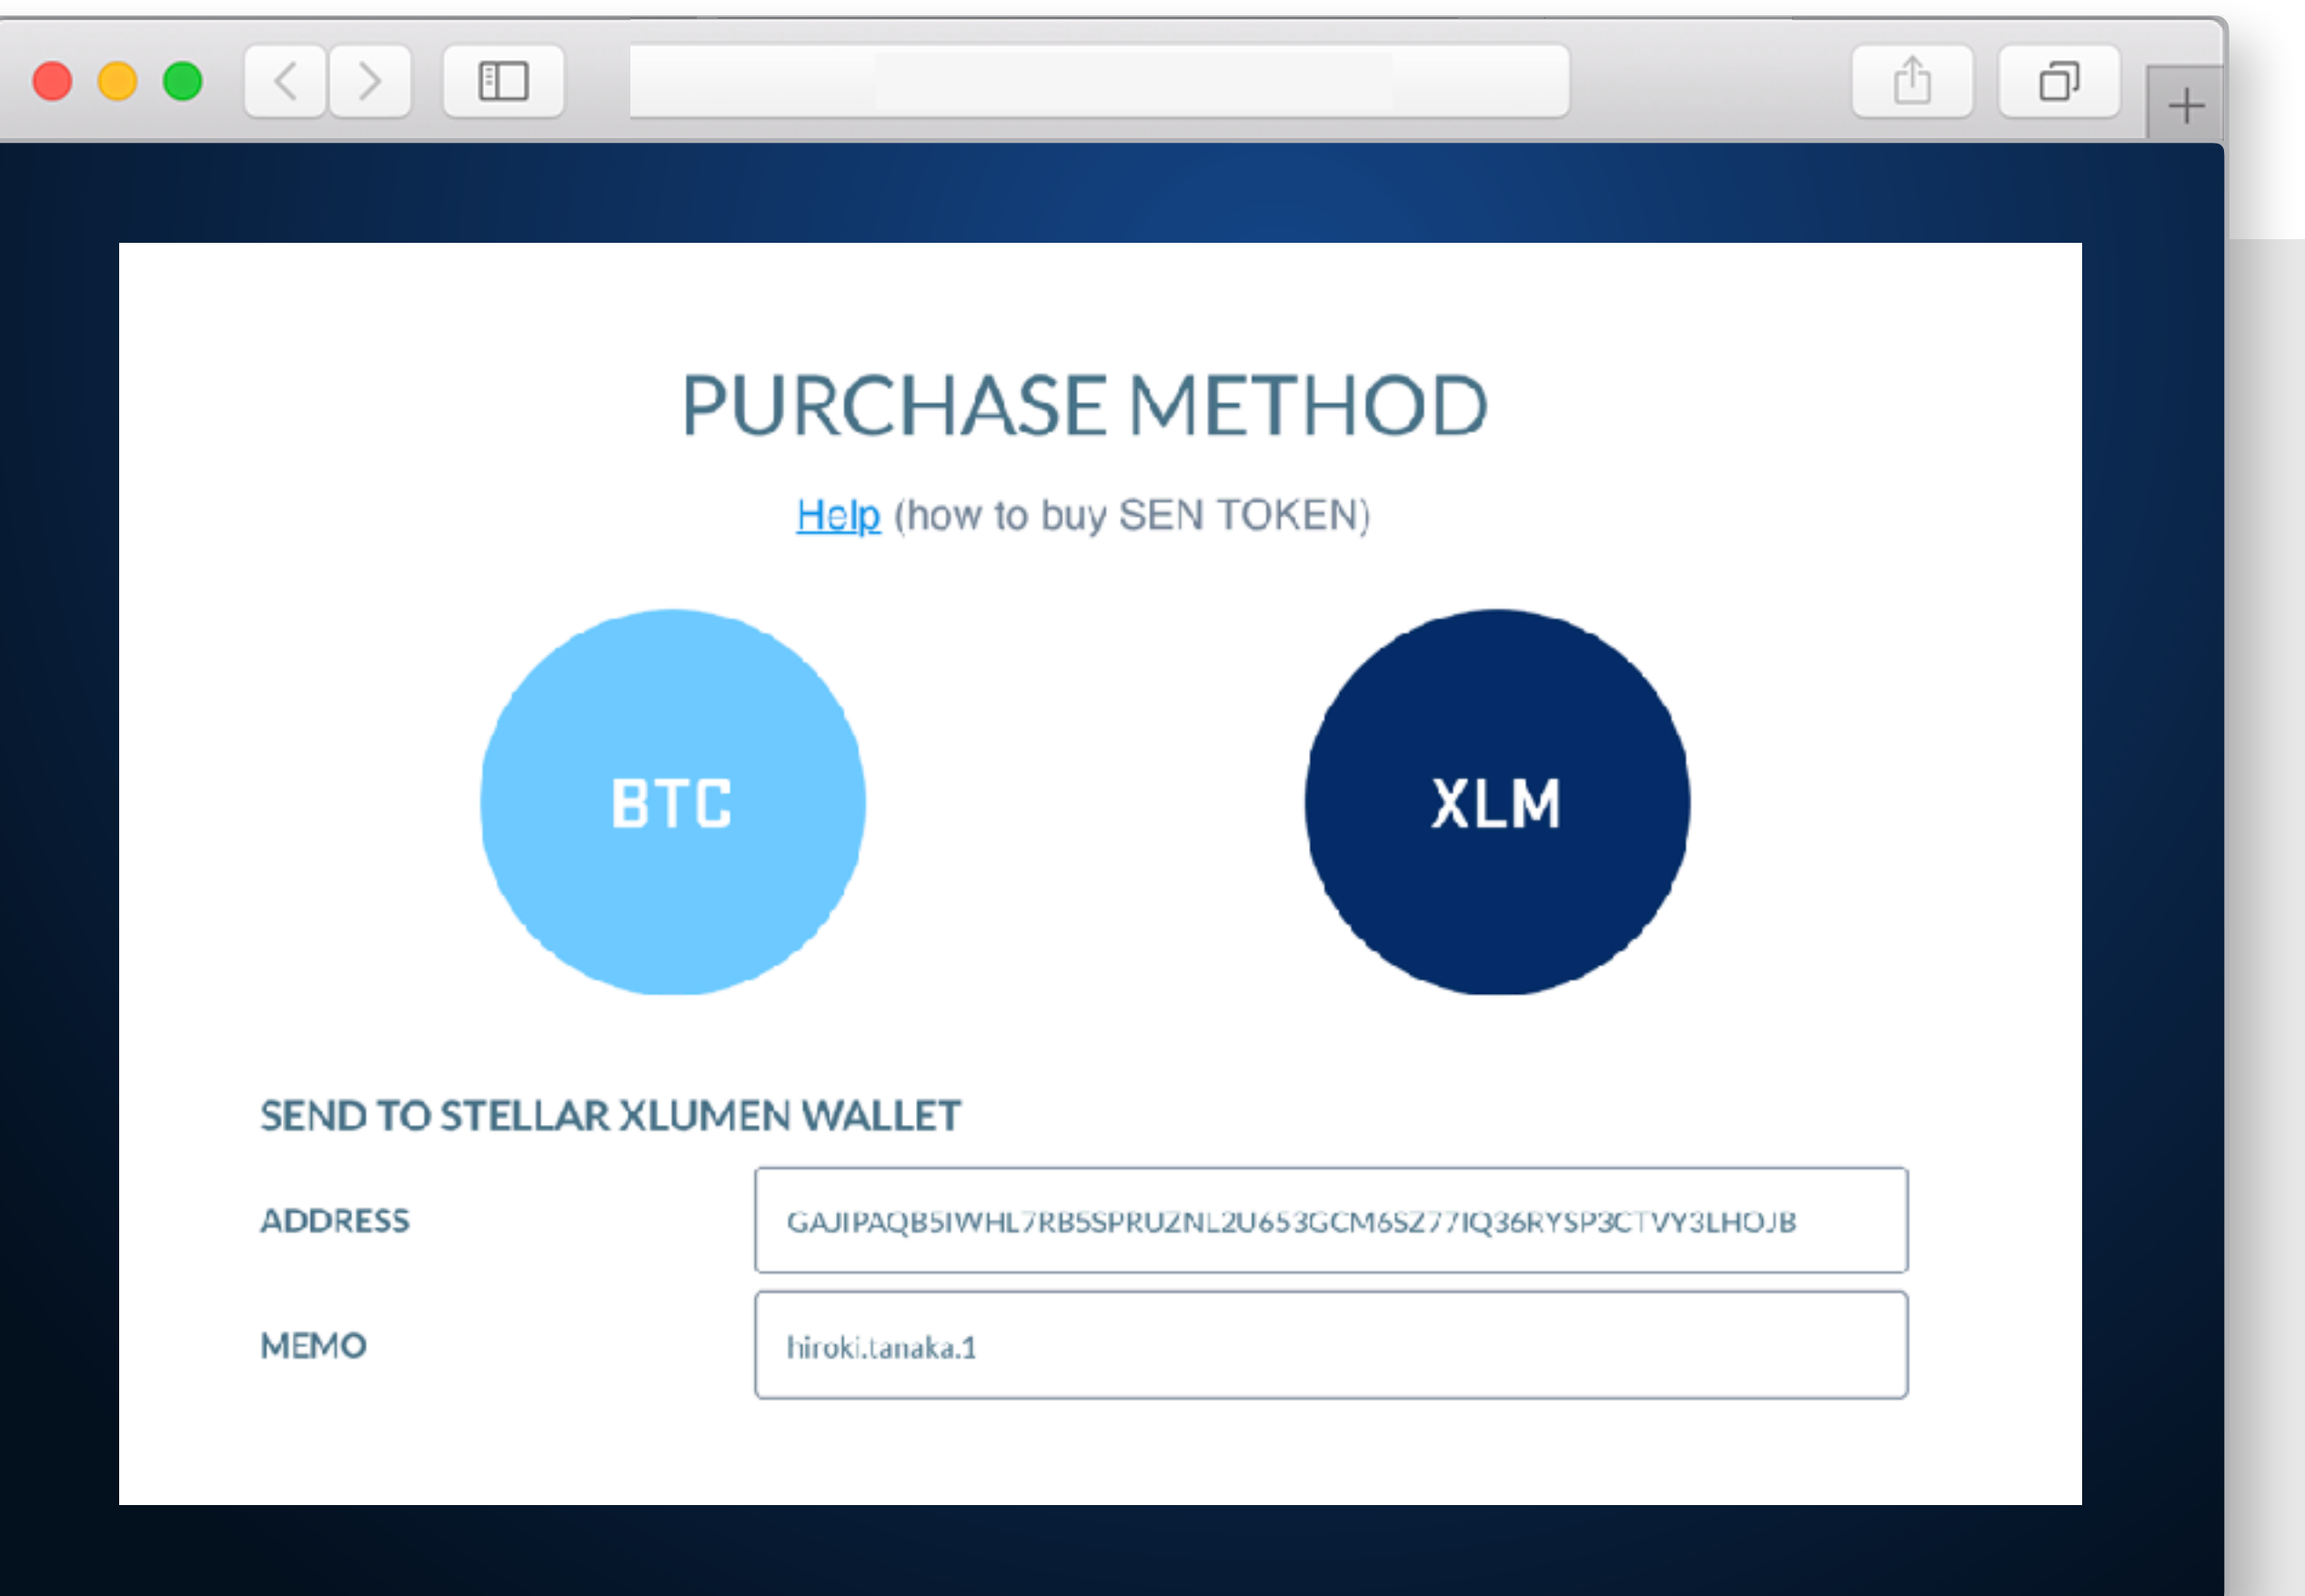 PURCHASE METHOD
Help (how to buy SEN TOKEN)
BTC
XLM
SEND TO STELLAR XLUMEN WALLET
ADDRESS
GAJIPAQB5IWHL7RB5SPRUZNL2U653GCM6SZ77IQ36RYSP3CTVY3LHOJB
MEMO
hiroki.tanaka.1